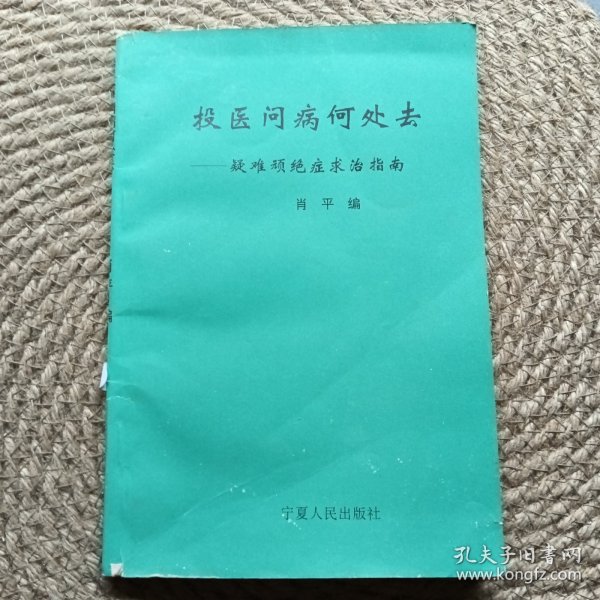 投医问病何处去
——疑难顽绝症求治指南
肖平编
宁夏人民出版社
孔夫子旧书网
www.kongfz.com